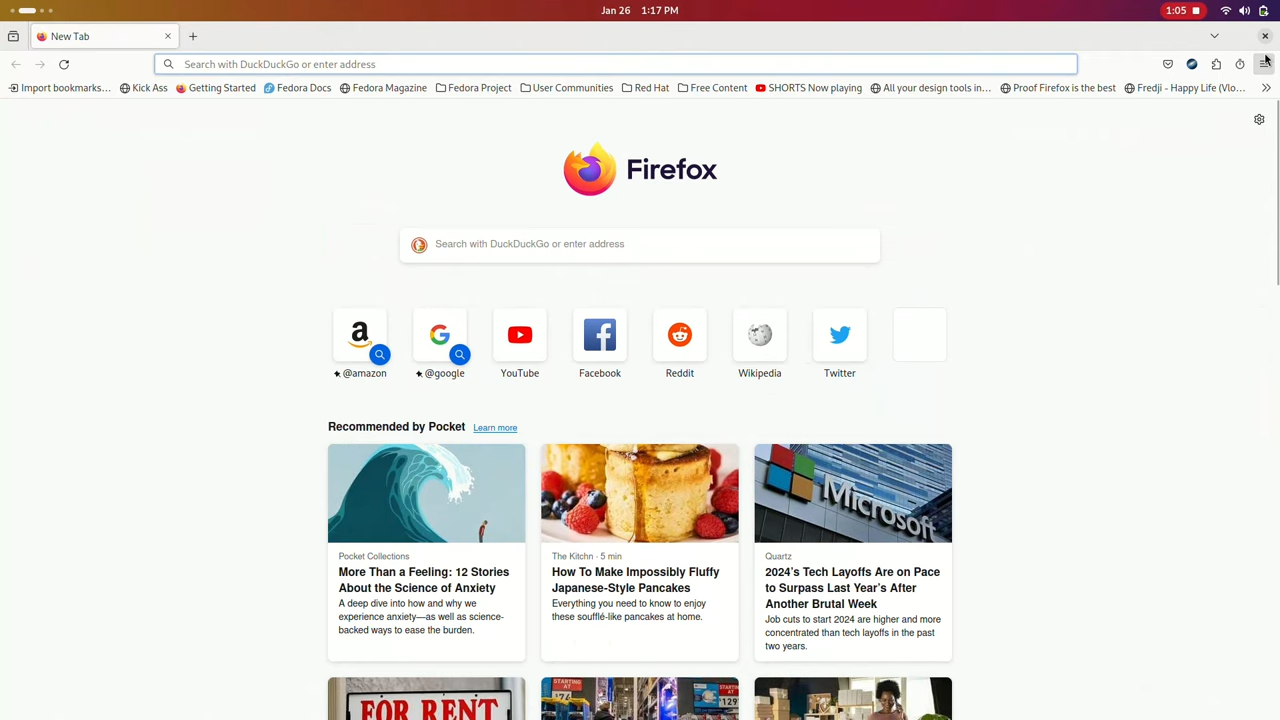 Jan 26 1:17 PM
1:05
New Tab
Search with DuckDuckGo or enter address
Import bookmarks...
Kick Ass
Getting Started
Fedora Docs
Fedora Magazine
Fedora Project
User Communities
Red Hat
Free Content
SHORTS Now playing
All your design tools in...
Proof Firefox is the best
Fredji - Happy Life (Vlo...
Firefox
Search with DuckDuckGo or enter address
@amazon
@google
YouTube
Facebook
Reddit
Wikipedia
Twitter
Recommended by Pocket Learn more
Microsoft
Pocket Collections
More Than a Feeling: 12 Stories
About the Science of Anxiety
A deep dive into how and why we
experience anxiety—as well as science-
backed ways to ease the burden.
The Kitchn · 5 min
How To Make Impossibly Fluffy
Japanese-Style Pancakes
Everything you need to know to enjoy
these soufflé-like pancakes at home.
Quartz
2024's Tech Layoffs Are on Pace
to Surpass Last Year's After
Another Brutal Week
Job cuts to start 2024 are higher and more
concentrated than tech layoffs in the past
two years.
FOR RENT